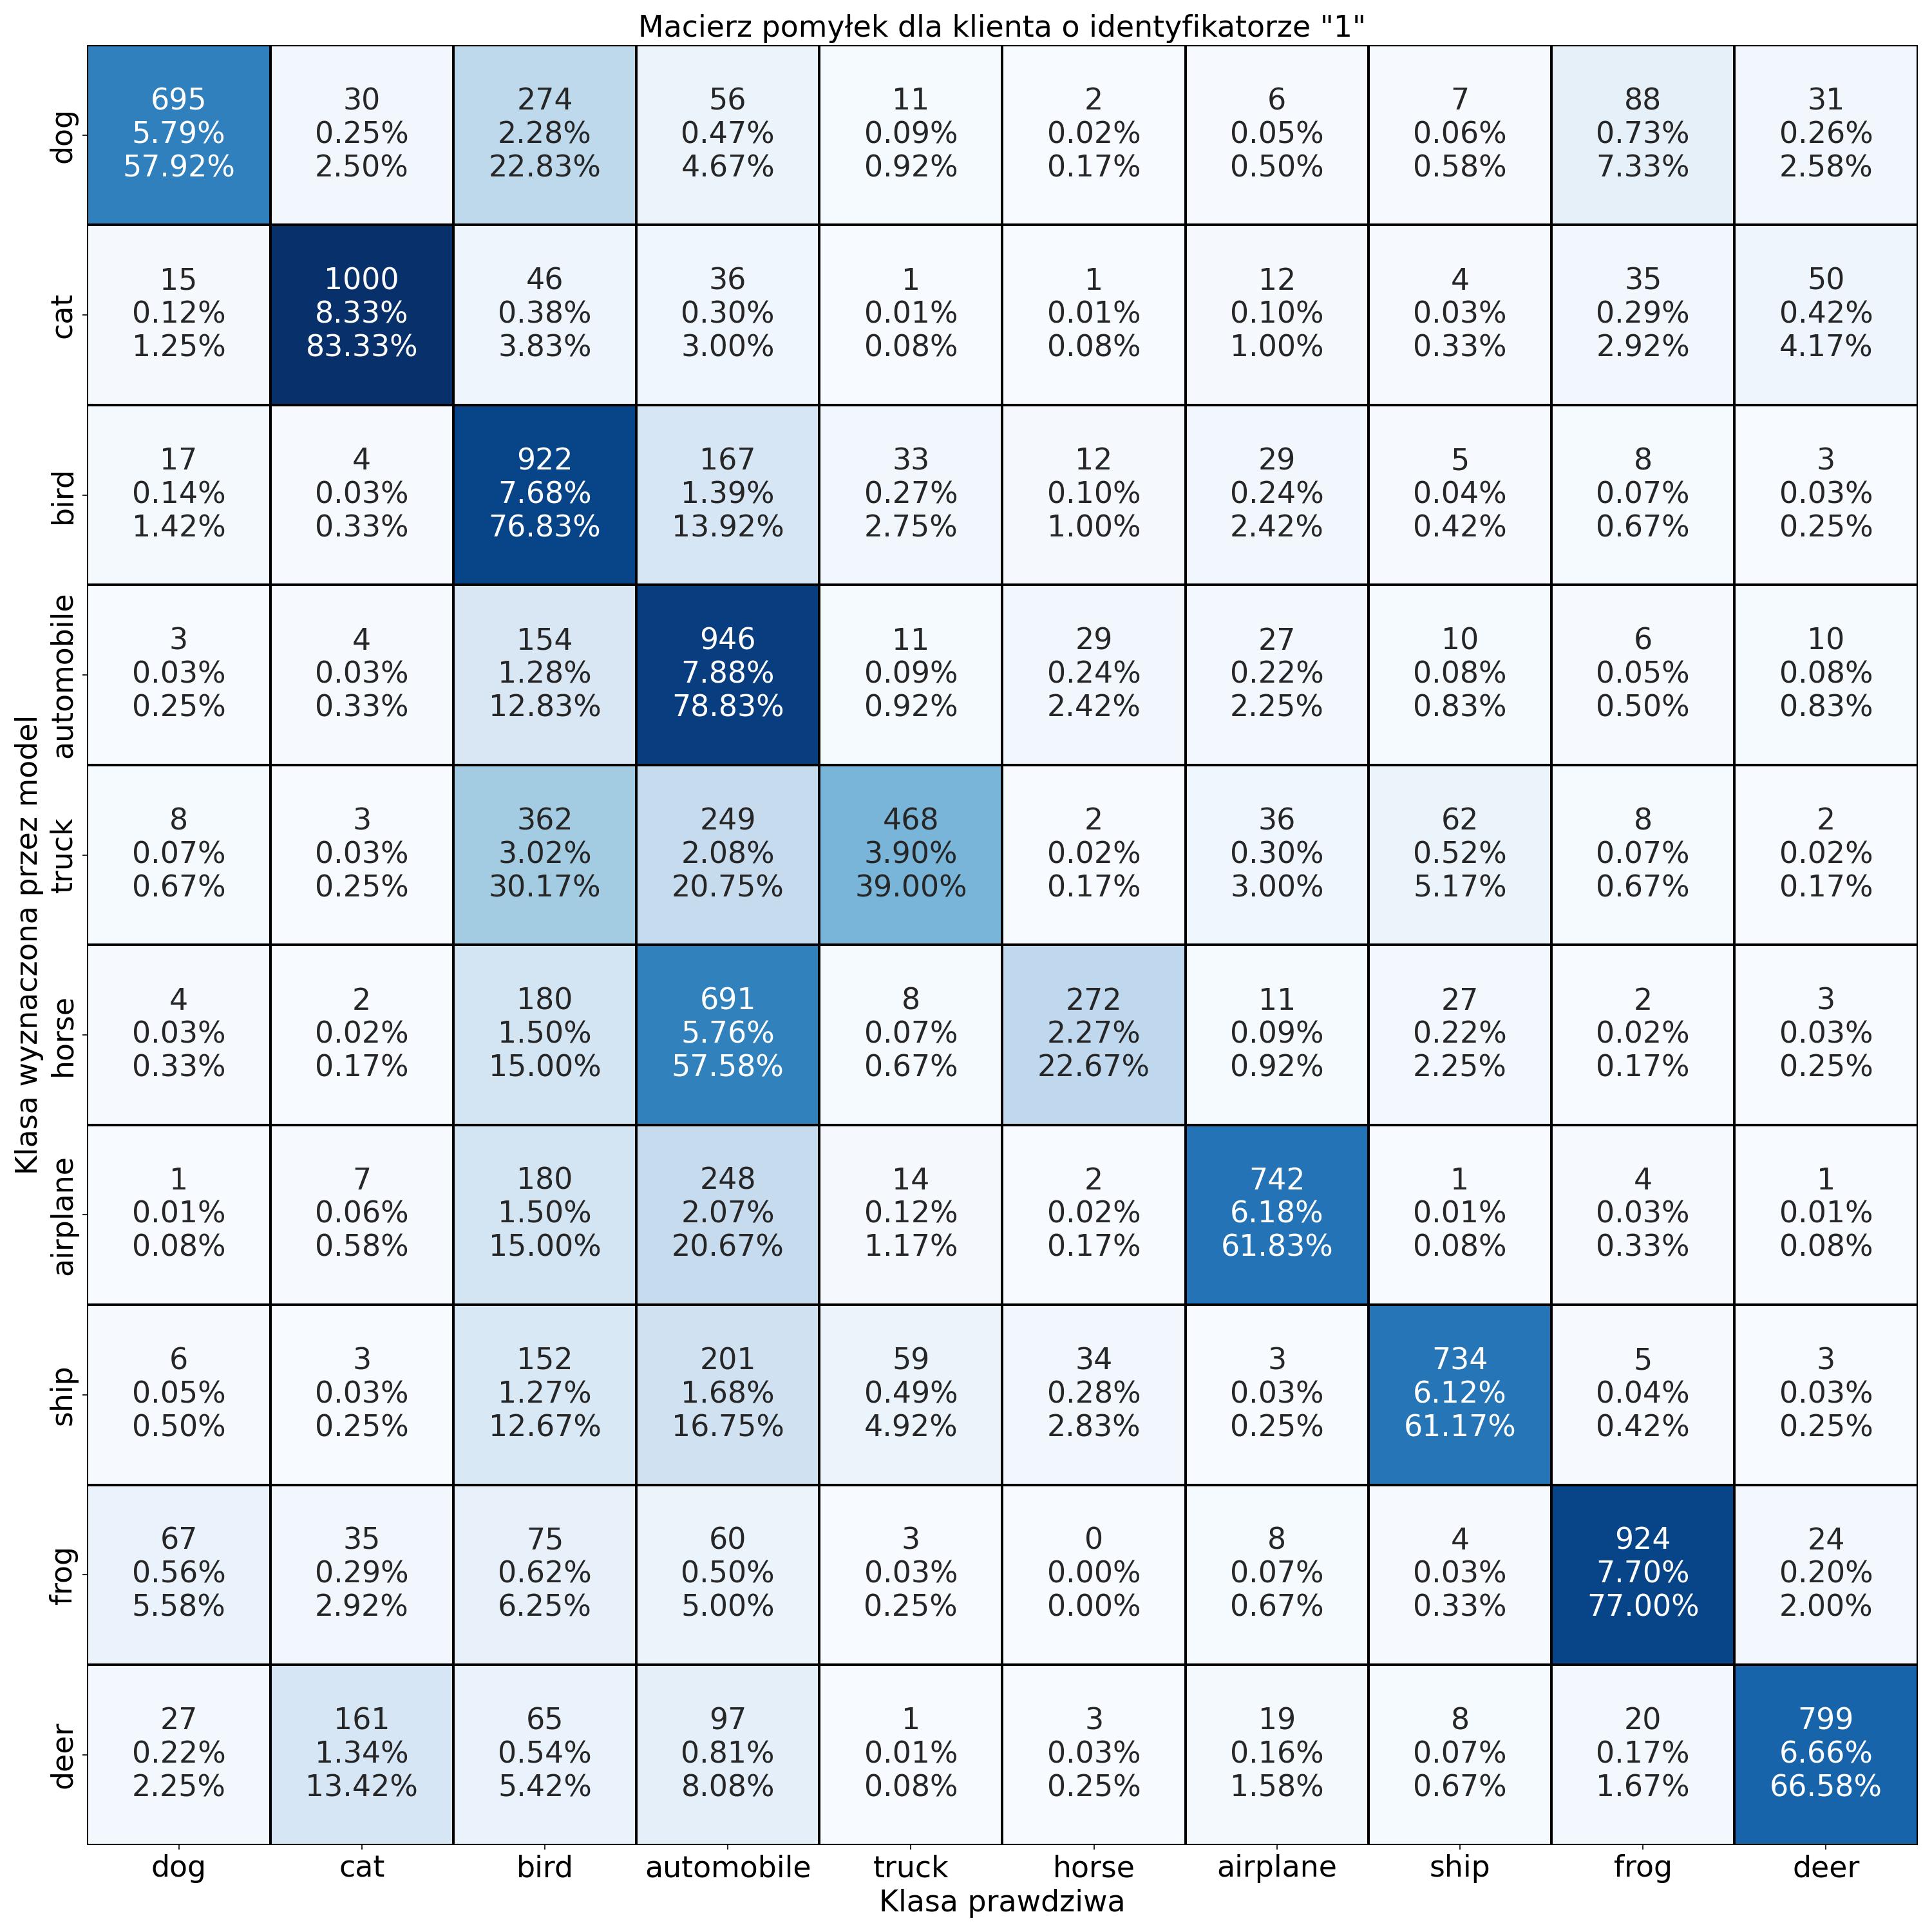 Macierz pomyłek dla klienta o identyfikatorze "1"
Klasa wyznaczona przez model
dog
695 30 274 56 11 2 6 7 88 31
5.79% 0.25% 2.28% 0.47% 0.09% 0.02% 0.05% 0.06% 0.73% 0.26%
57.92% 2.50% 22.83% 4.67% 0.92% 0.17% 0.50% 0.58% 7.33% 2.58%
cat
15 1000 46 36 1 1 12 4 35 50
0.12% 8.33% 0.38% 0.30% 0.01% 0.01% 0.10% 0.03% 0.29% 0.42%
1.25% 83.33% 3.83% 3.00% 0.08% 0.08% 1.00% 0.33% 2.92% 4.17%
bird
17 4 922 167 33 12 29 5 8 3
0.14% 0.03% 7.68% 1.39% 0.27% 0.10% 0.24% 0.04% 0.07% 0.03%
1.42% 0.33% 76.83% 13.92% 2.75% 1.00% 2.42% 0.42% 0.67% 0.25%
automobile
3 4 154 946 11 29 27 10 6 10
0.03% 0.03% 1.28% 7.88% 0.09% 0.24% 0.22% 0.08% 0.05% 0.08%
0.25% 0.33% 12.83% 78.83% 0.92% 2.42% 2.25% 0.83% 0.50% 0.83%
truck
8 3 362 249 468 2 36 62 8 2
0.07% 0.03% 3.02% 2.08% 3.90% 0.02% 0.30% 0.52% 0.07% 0.02%
0.67% 0.25% 30.17% 20.75% 39.00% 0.17% 3.00% 5.17% 0.67% 0.17%
horse
4 2 180 691 8 272 11 27 2 3
0.03% 0.02% 1.50% 5.76% 0.07% 2.27% 0.09% 0.22% 0.02% 0.03%
0.33% 0.17% 15.00% 57.58% 0.67% 22.67% 0.92% 2.25% 0.17% 0.25%
airplane
1 7 180 248 14 2 742 1 4 1
0.01% 0.06% 1.50% 2.07% 0.12% 0.02% 6.18% 0.01% 0.03% 0.01%
0.08% 0.58% 15.00% 20.67% 1.17% 0.17% 61.83% 0.08% 0.33% 0.08%
ship
6 3 152 201 59 34 3 734 5 3
0.05% 0.03% 1.27% 1.68% 0.49% 0.28% 0.03% 6.12% 0.04% 0.03%
0.50% 0.25% 12.67% 16.75% 4.92% 2.83% 0.25% 61.17% 0.42% 0.25%
frog
67 35 75 60 3 0 8 4 924 24
0.56% 0.29% 0.62% 0.50% 0.03% 0.00% 0.07% 0.03% 7.70% 0.20%
5.58% 2.92% 6.25% 5.00% 0.25% 0.00% 0.67% 0.33% 77.00% 2.00%
deer
27 161 65 97 1 3 19 8 20 799
0.22% 1.34% 0.54% 0.81% 0.01% 0.03% 0.16% 0.07% 0.17% 6.66%
2.25% 13.42% 5.42% 8.08% 0.08% 0.25% 1.58% 0.67% 1.67% 66.58%
dog cat bird automobile truck horse airplane ship frog deer
Klasa prawdziwa